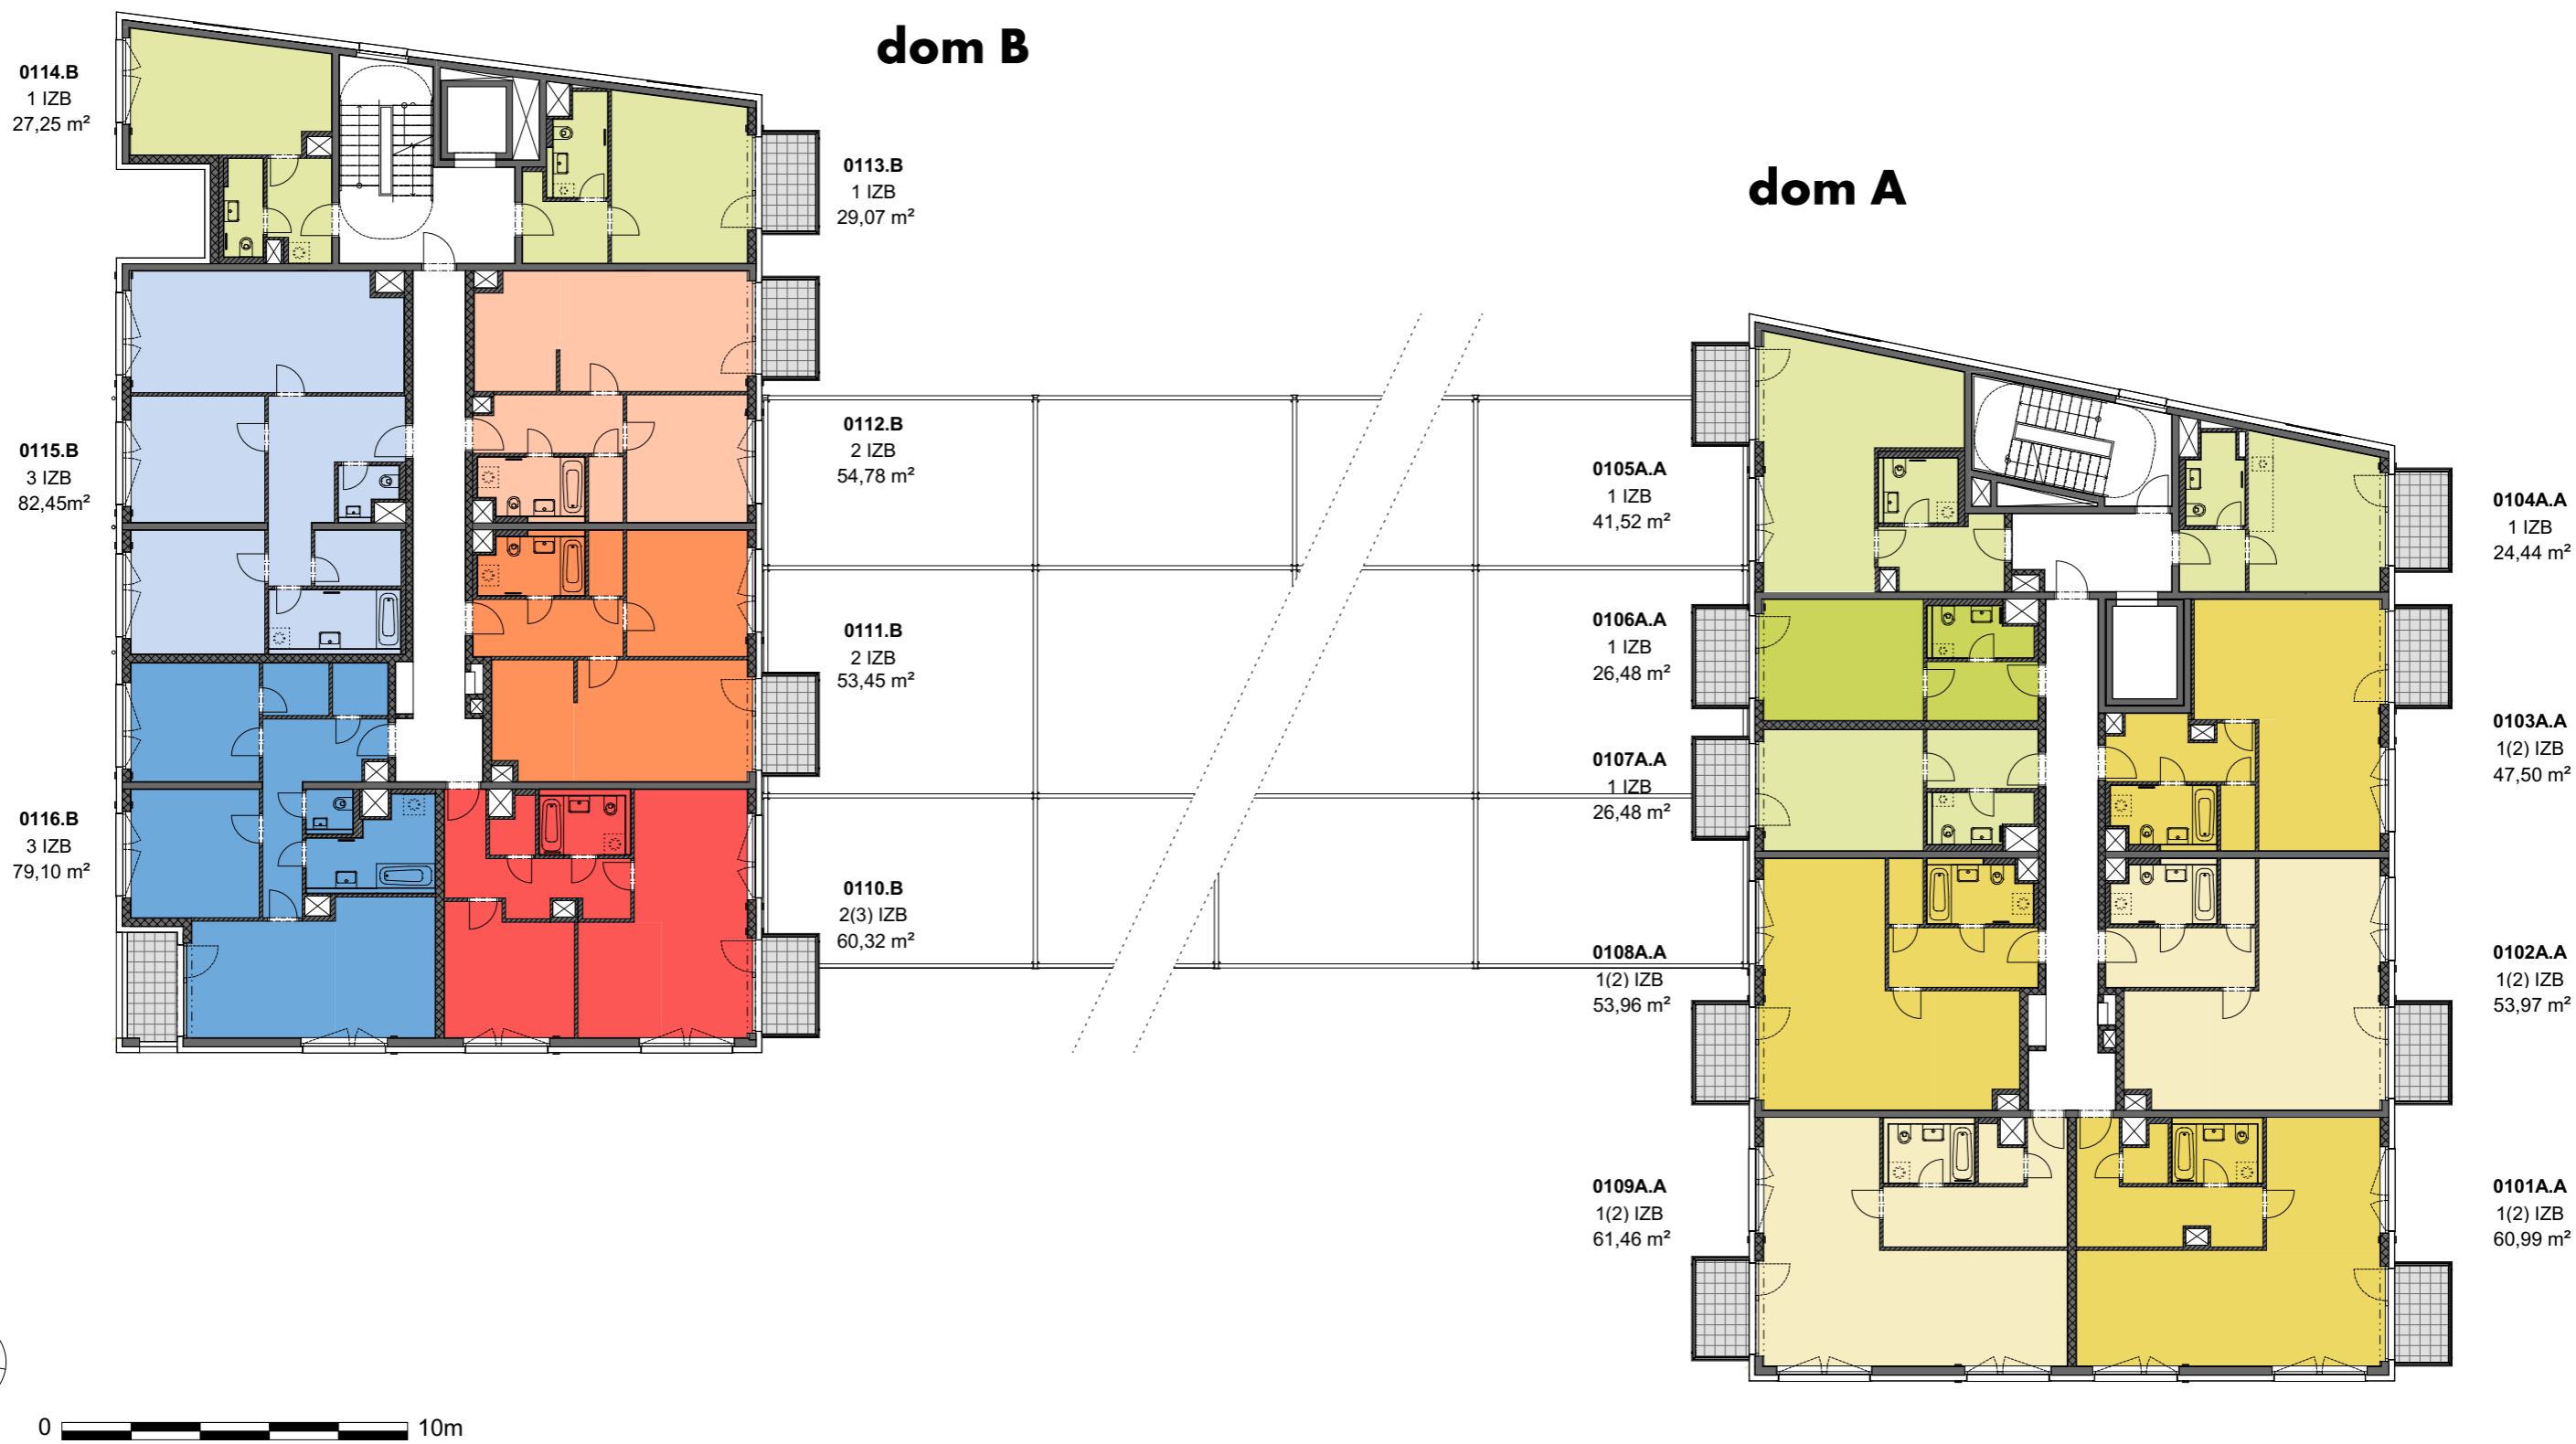 dom B
0114.B
1 IZB
27,25 m²
0113.B
1 IZB
29,07 m²
dom A
0115.B
3 IZB
82,45m²
0112.B
2 IZB
54,78 m²
0105A.A
1 IZB
41,52 m²
0104A.A
1 IZB
24,44 m²
0111.B
2 IZB
53,45 m²
0106A.A
1 IZB
26,48 m²
0103A.A
1(2) IZB
47,50 m²
0107A.A
1 IZB
26,48 m²
0116.B
3 IZB
79,10 m²
0110.B
2(3) IZB
60,32 m²
0108A.A
1(2) IZB
53,96 m²
0102A.A
1(2) IZB
53,97 m²
0109A.A
1(2) IZB
61,46 m²
0101A.A
1(2) IZB
60,99 m²
0 10m